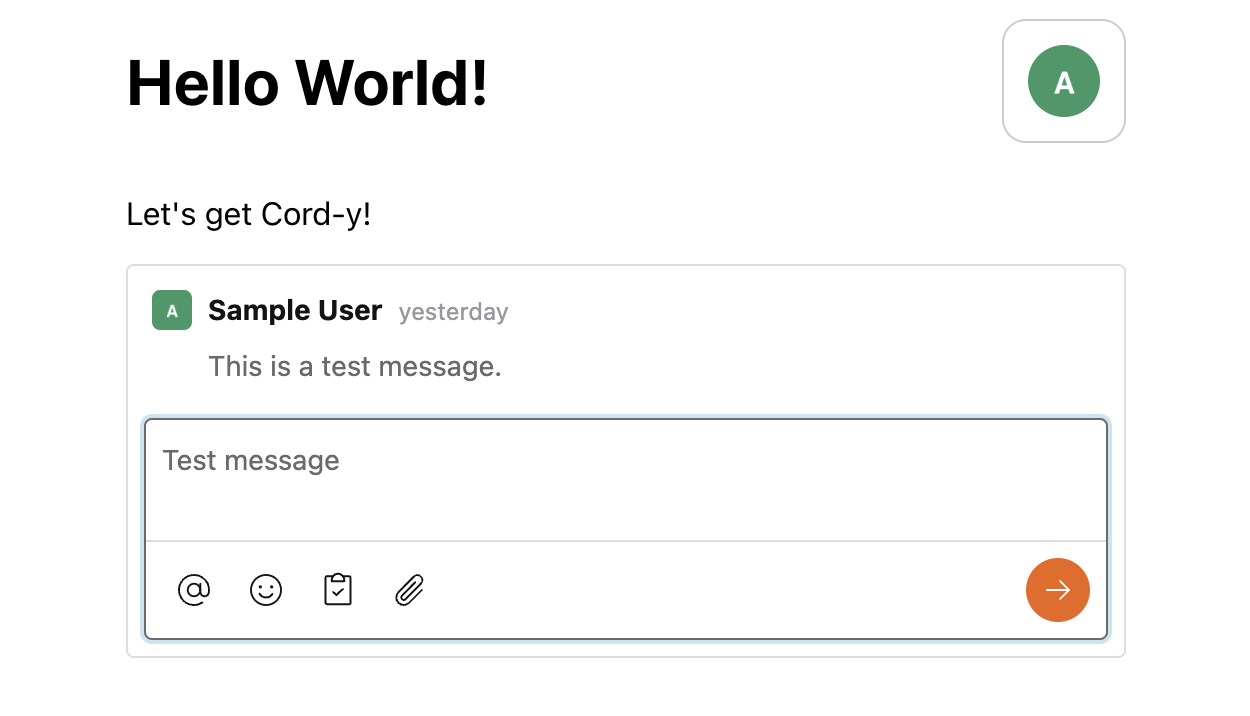 Hello World!
A
Let's get Cord-y!
A Sample User yesterday
This is a test message.
Test message